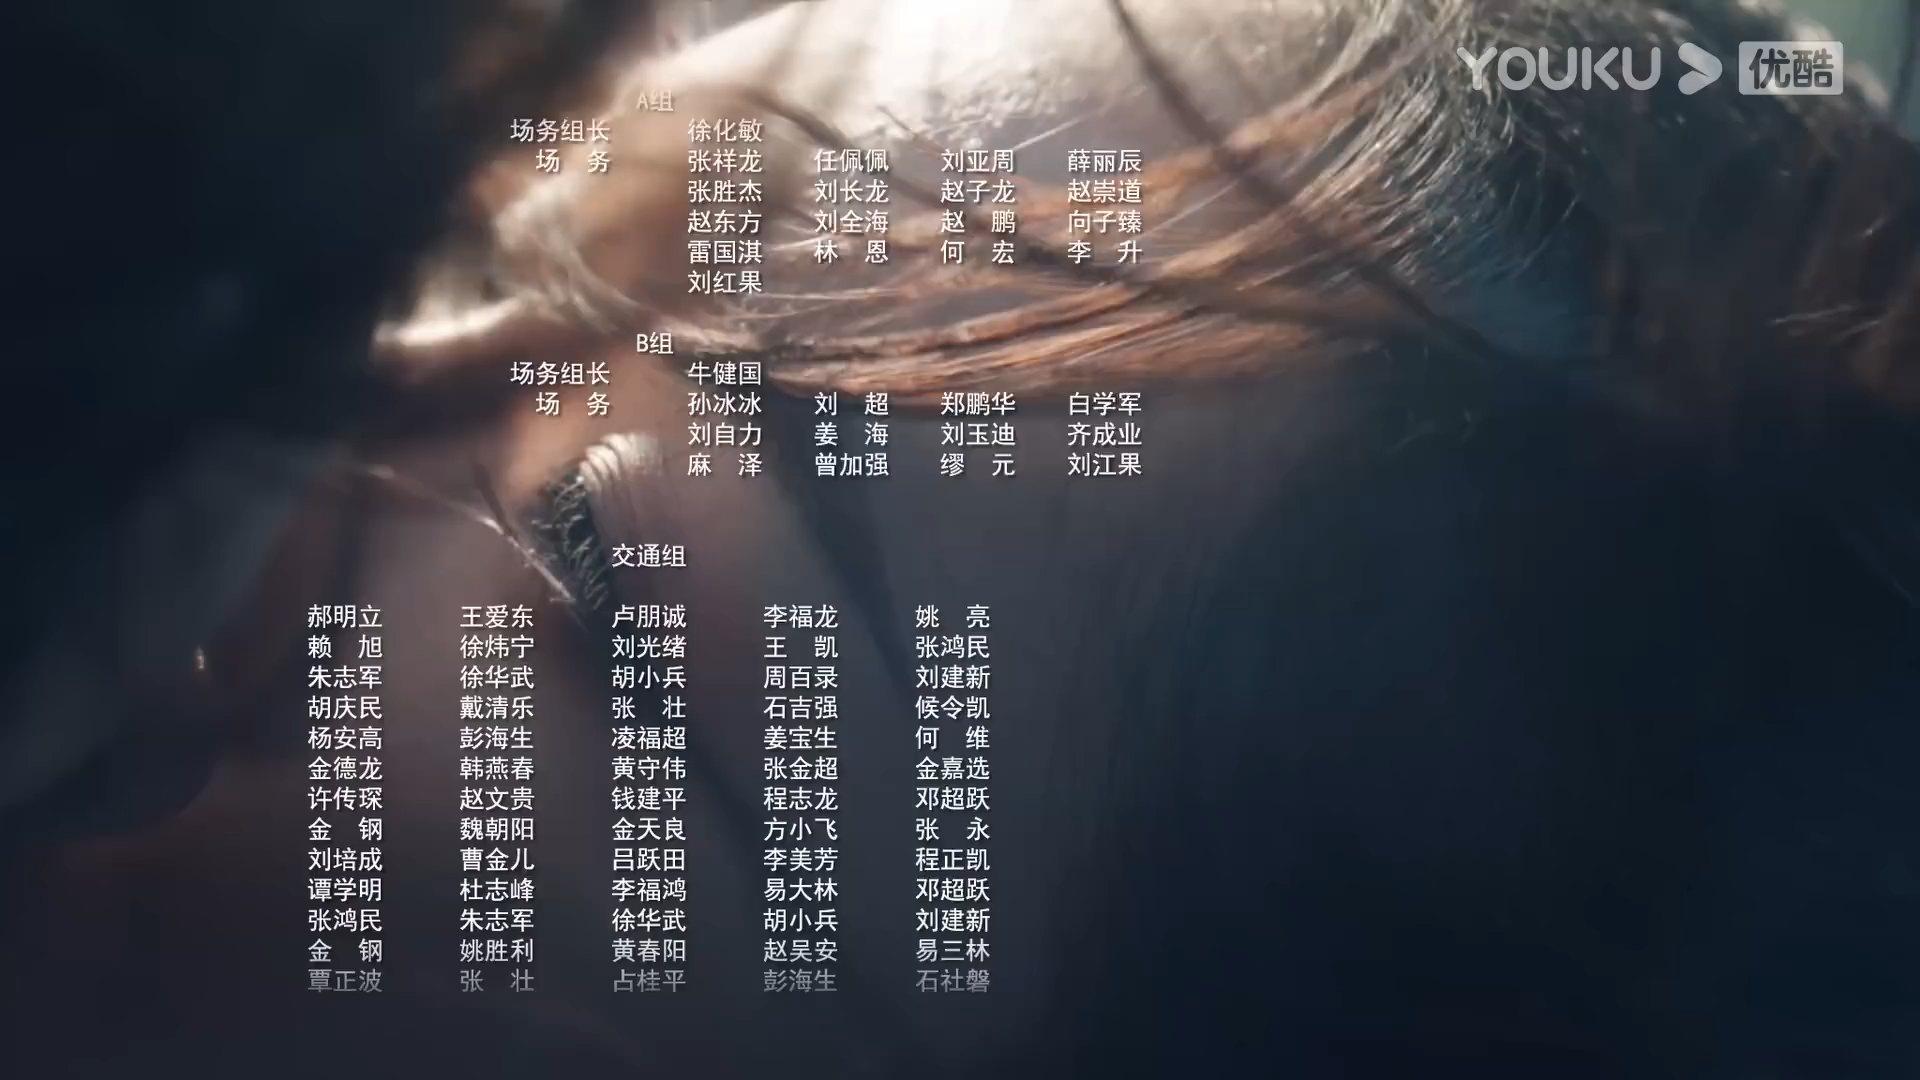 YOUKU 优酷
A组
场务组长 徐化敏
场 务 张祥龙 任佩佩 刘亚周 薛丽辰
张胜杰 刘长龙 赵子龙 赵崇道
赵东方 刘全海 赵 鹏 向子臻
雷国淇 林 恩 何 宏 李 升
刘红果
B组
场务组长 牛健国
场 务 孙冰冰 刘 超 郑鹏华 白学军
刘自力 姜 海 刘玉迪 齐成业
麻 泽 曾加强 缪 元 刘江果
交通组
郝明立 王爱东 卢朋诚 李福龙 姚 亮
赖 旭 徐炜宁 刘光绪 王 凯 张鸿民
朱志军 徐华武 胡小兵 周百录 刘建新
胡庆民 戴清乐 张 壮 石吉强 候令凯
杨安高 彭海生 凌福超 姜宝生 何 维
金德龙 韩燕春 黄守伟 张金超 金嘉选
许传琛 赵文贵 钱建平 程志龙 邓超跃
金 钢 魏朝阳 金天良 方小飞 张 永
刘培成 曹金儿 吕跃田 李美芳 程正凯
谭学明 杜志峰 李福鸿 易大林 邓超跃
张鸿民 朱志军 徐华武 胡小兵 刘建新
金 钢 姚胜利 黄春阳 赵吴安 易三林
覃正波 张 壮 占桂平 彭海生 石社磐